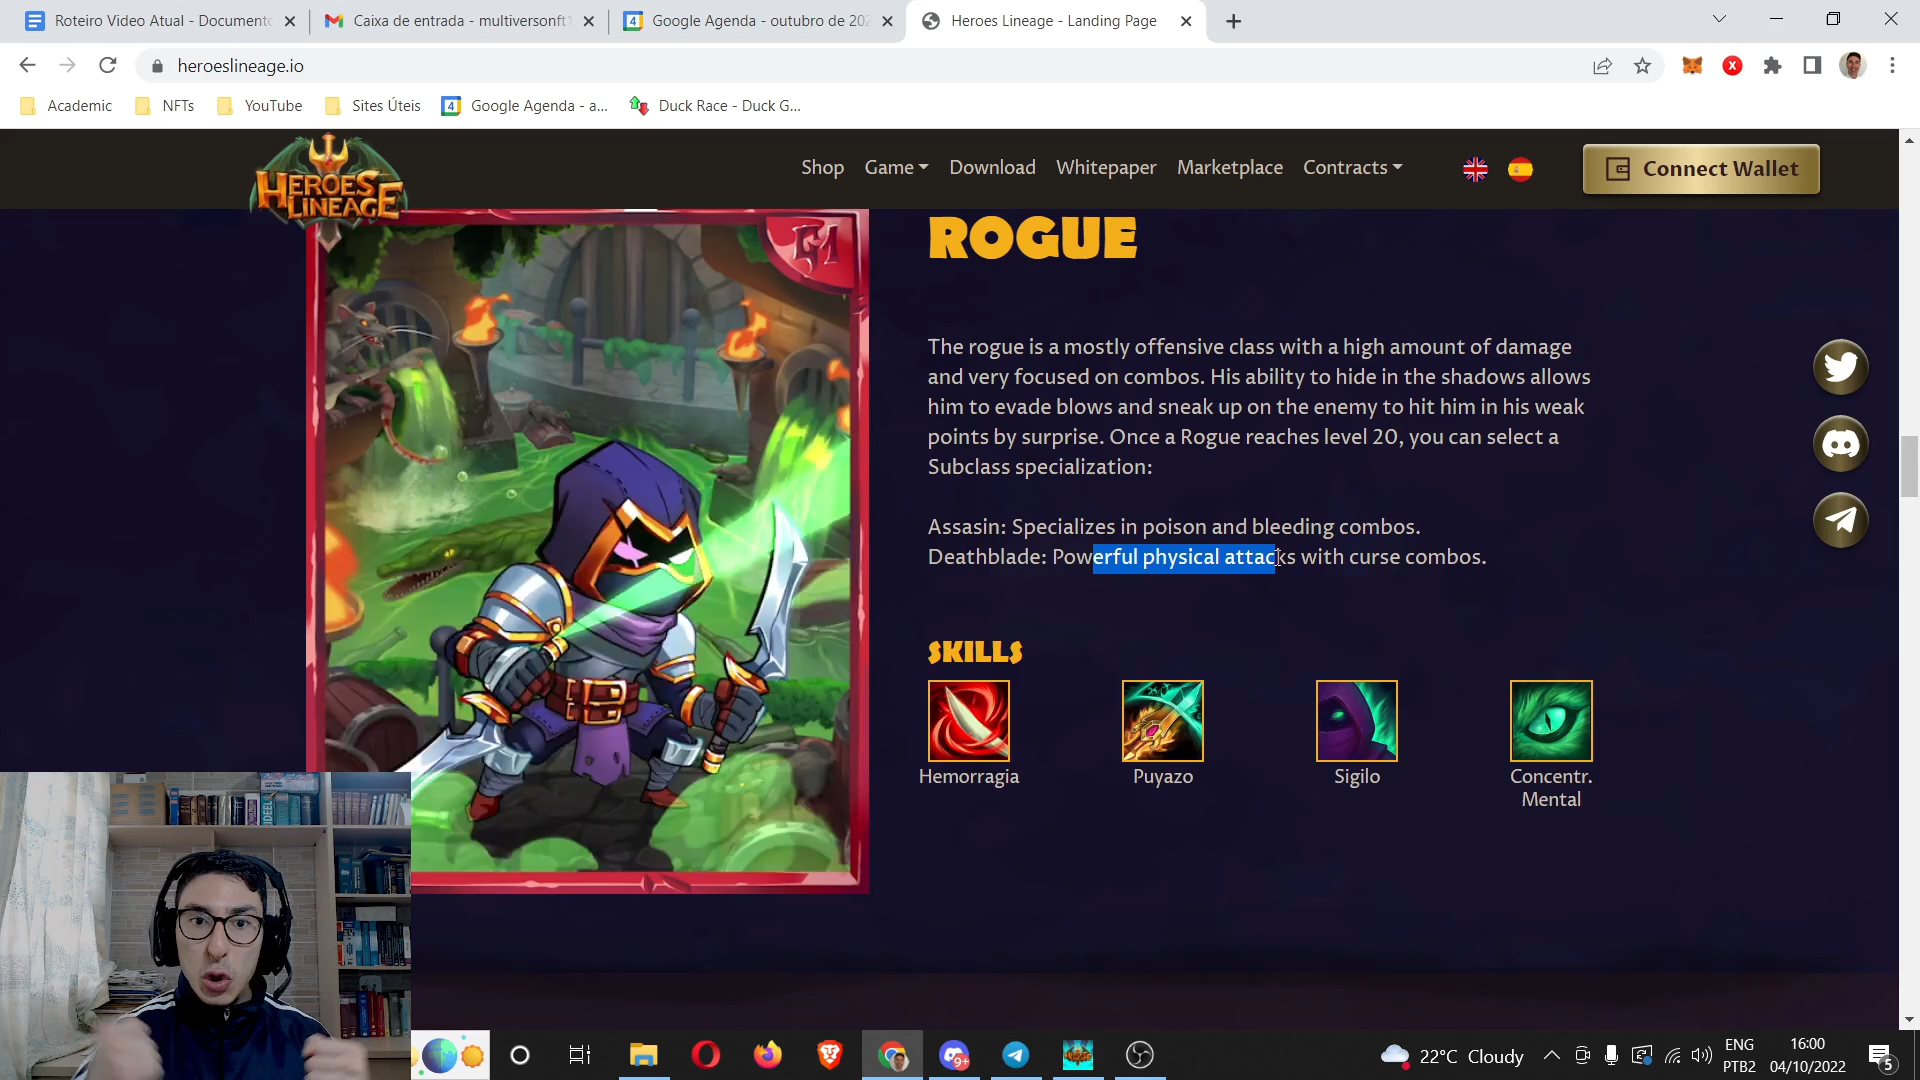 Roteiro Video Atual - Documento
Caixa de entrada - multiversonft1
Google Agenda - outubro de 202
Heroes Lineage - Landing Page
heroeslineage.io
Academic
NFTs
YouTube
Sites Úteis
Google Agenda - a...
Duck Race - Duck G...
HEROES
LINEAGE
Shop
Game
Download
Whitepaper
Marketplace
Contracts
Connect Wallet
G1
ROGUE
The rogue is a mostly offensive class with a high amount of damage
and very focused on combos. His ability to hide in the shadows allows
him to evade blows and sneak up on the enemy to hit him in his weak
points by surprise. Once a Rogue reaches level 20, you can select a
Subclass specialization:
Assasin: Specializes in poison and bleeding combos.
Deathblade: Powerful physical attacks with curse combos.
SKILLS
Hemorragia
Puyazo
Sigilo
Concentr.
Mental
22°C Cloudy
ENG
PTB2
16:00
04/10/2022
5
9+